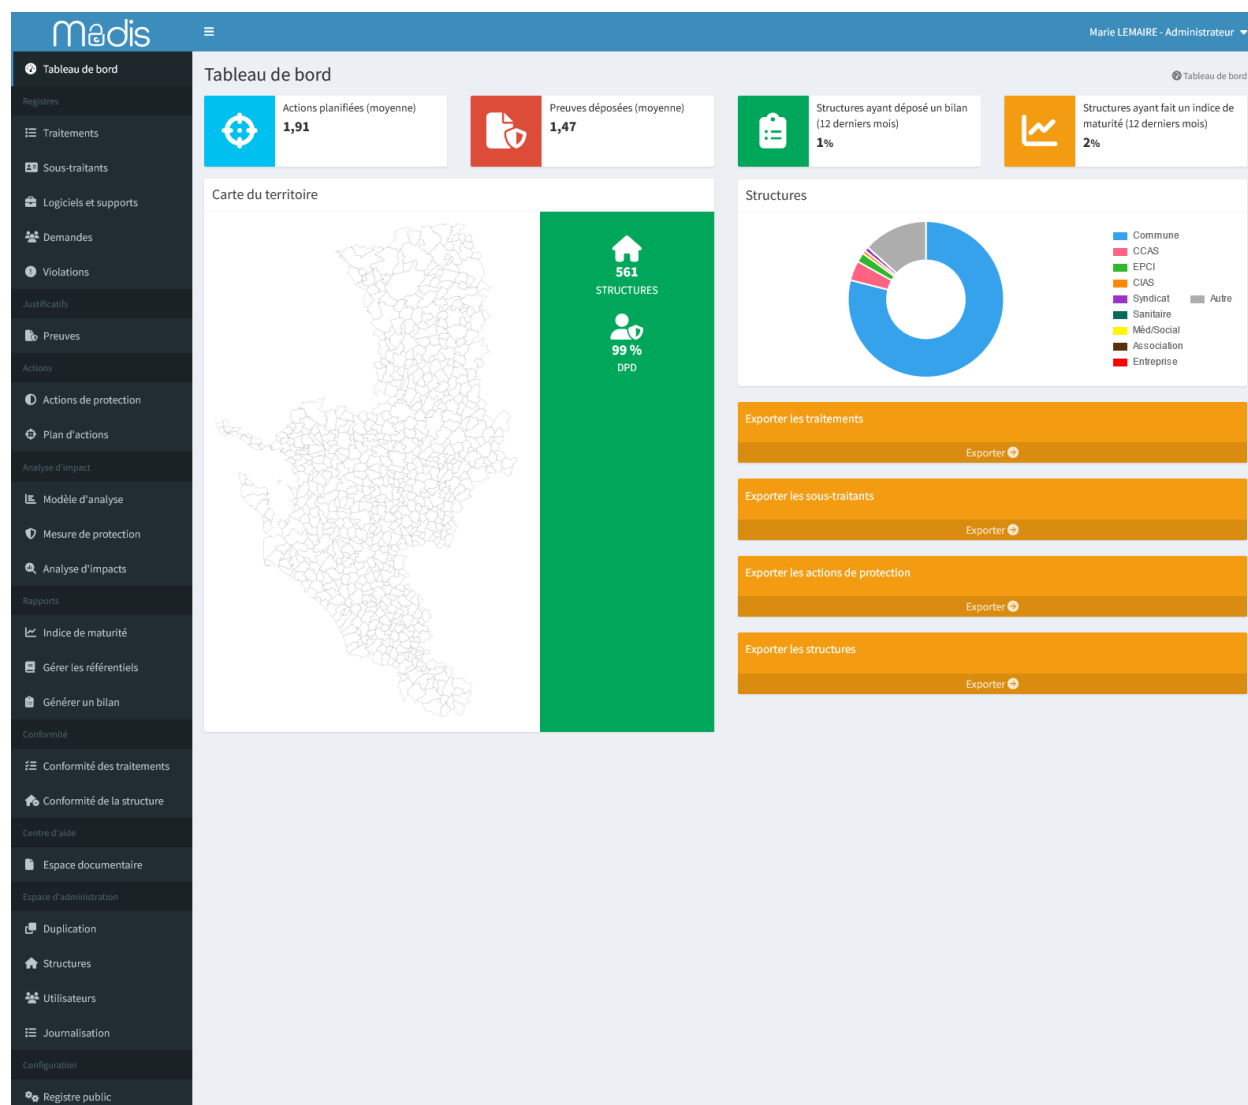 Madis
Marie LEMAIRE - Administrateur
Tableau de bord
Registres
Traitements
Sous-traitants
Logiciels et supports
Demandes
Violations
Justificatifs
Preuves
Actions
Actions de protection
Plan d'actions
Analyse d'impact
Modèle d'analyse
Mesure de protection
Analyse d'impacts
Rapports
Indice de maturité
Gérer les référentiels
Générer un bilan
Conformité
Conformité des traitements
Conformité de la structure
Centre d'aide
Espace documentaire
Espace d'administration
Duplication
Structures
Utilisateurs
Journalisation
Configuration
Registre public
Tableau de bord
Tableau de bord
Actions planifiées (moyenne)
1,91
Preuves déposées (moyenne)
1,47
Structures ayant déposé un bilan
(12 derniers mois)
1%
Structures ayant fait un indice de
maturité (12 derniers mois)
2%
Carte du territoire
561
STRUCTURES
99 %
DPD
Structures
Commune
CCAS
EPCI
CIAS
Syndicat
Autre
Sanitaire
Méd/Social
Association
Entreprise
Exporter les traitements
Exporter
Exporter les sous-traitants
Exporter
Exporter les actions de protection
Exporter
Exporter les structures
Exporter